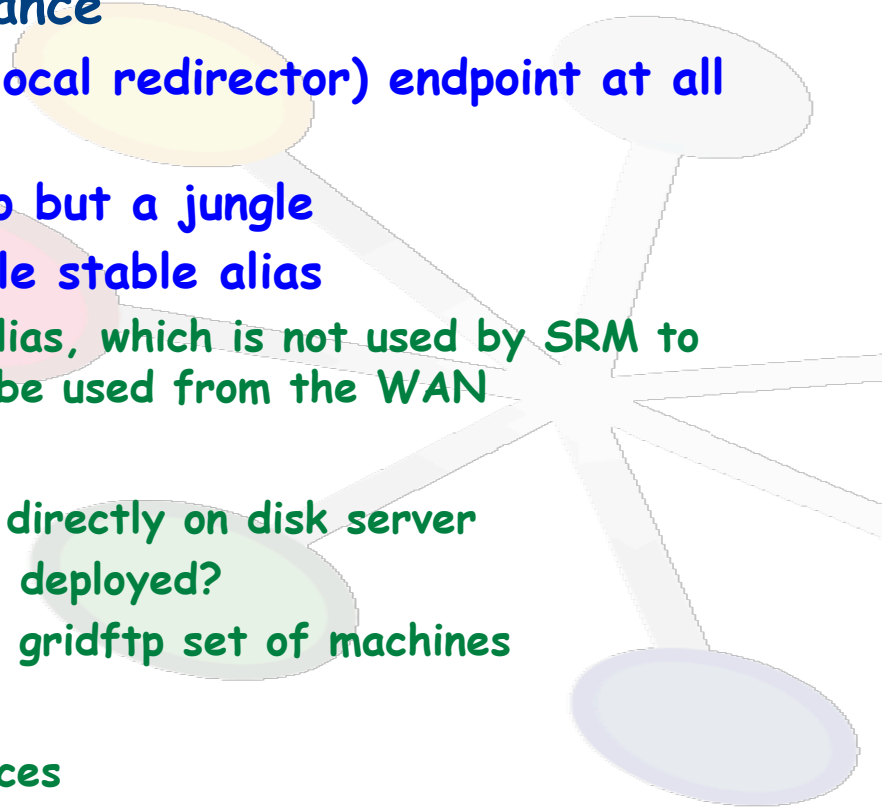 ance
ocal redirector) endpoint at all
but a jungle
le stable alias
lias, which is not used by SRM to
be used from the WAN
directly on disk server
deployed?
gridftp set of machines
ces